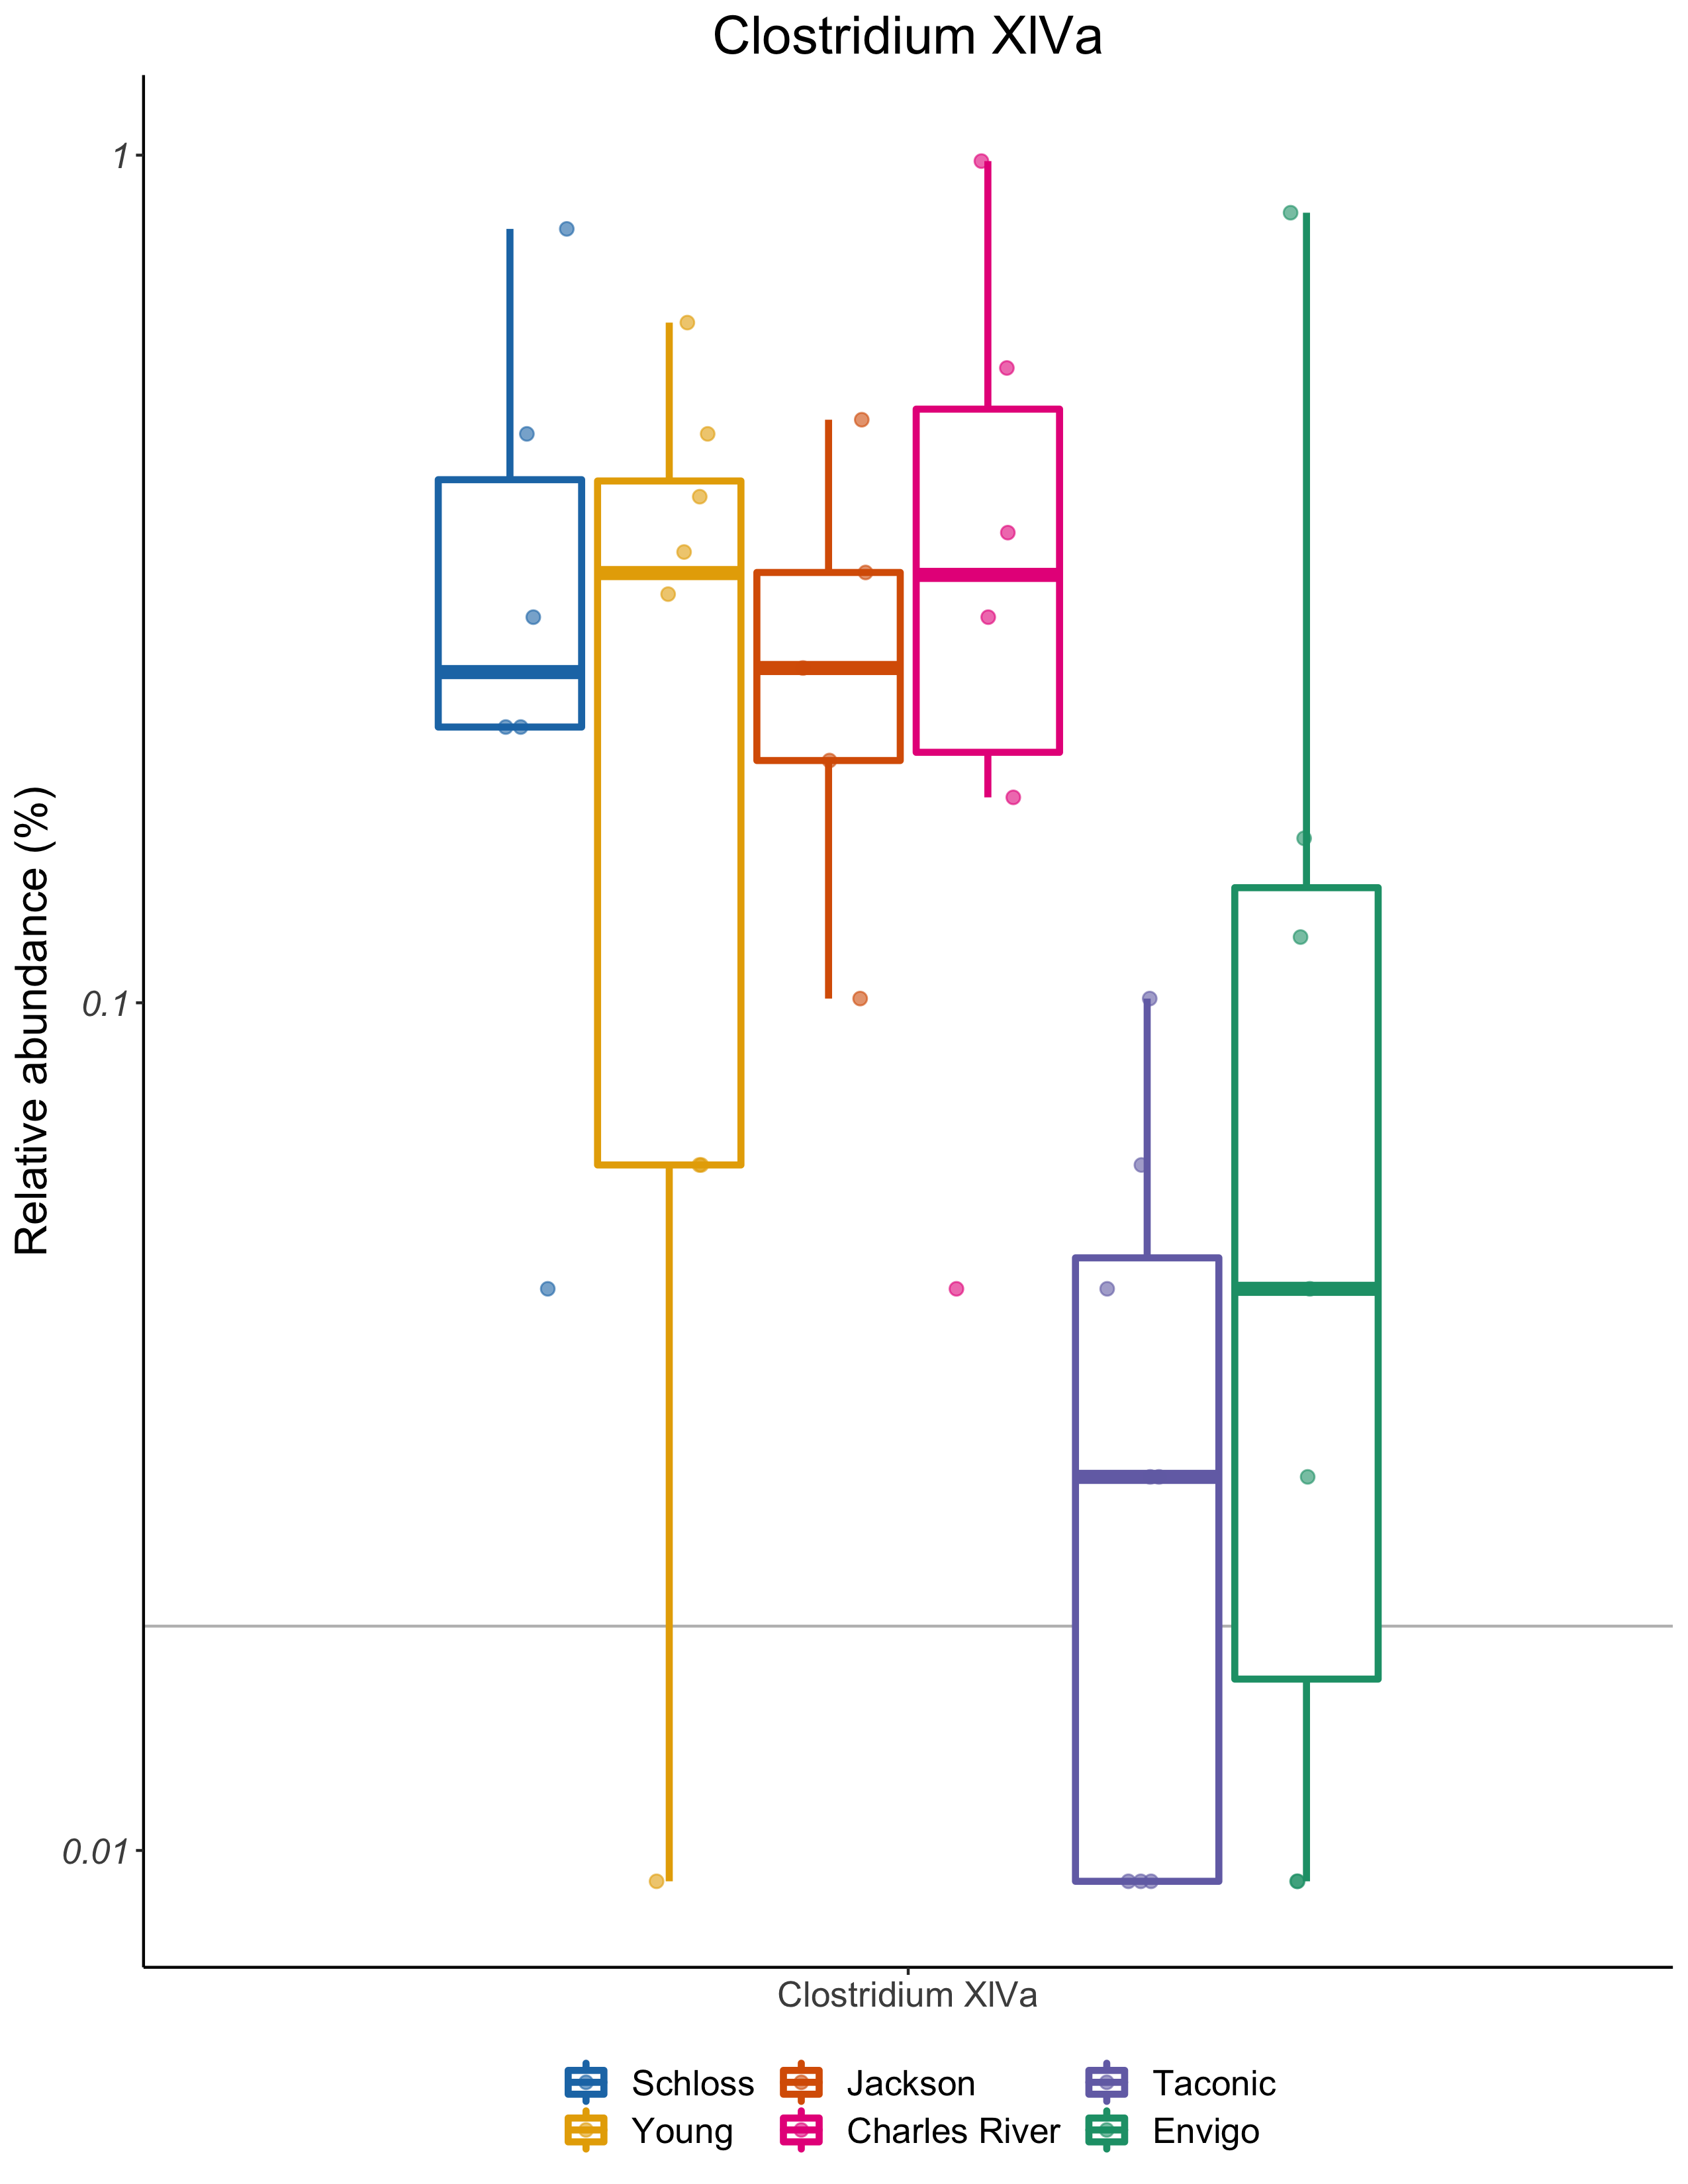 Clostridium XIVa
Relative abundance (%)
1
0.1
0.01
Clostridium XIVa
Schloss
Jackson
Taconic
Young
Charles River
Envigo